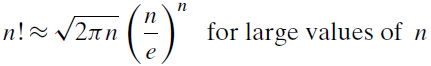 n! ≈ √2πn (n/e)ⁿ for large values of n